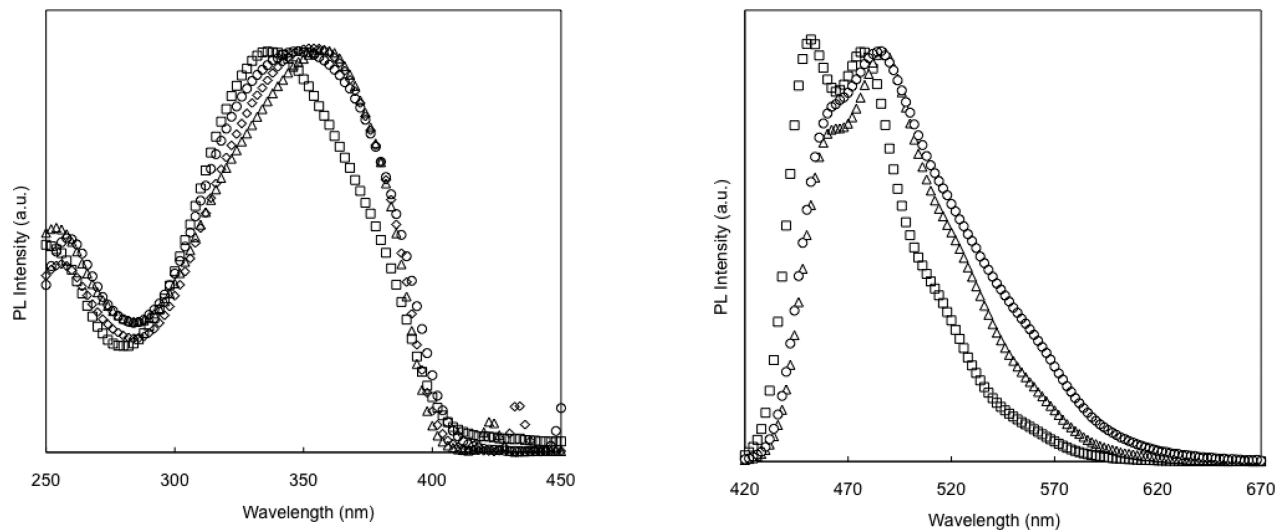 PL Intensity (a.u.)
250 300 350 400 450
Wavelength (nm)
PL Intensity (a.u.)
420 470 520 570 620 670
Wavelength (nm)